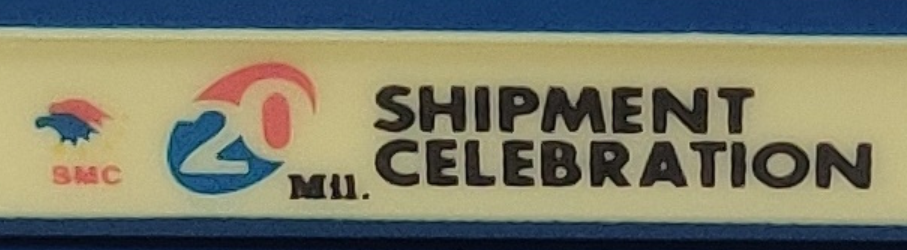 SMC
20
Mil.
SHIPMENT
CELEBRATION